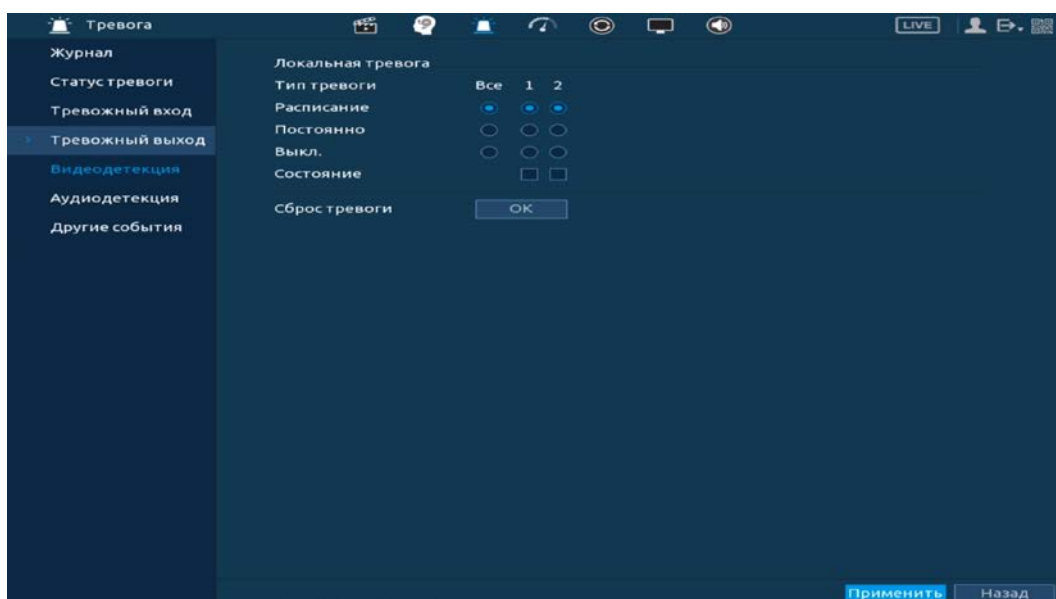 Тревога LIVE
Журнал
Статус тревоги
Тревожный вход
Тревожный выход
Видеодетекция
Аудиодетекция
Другие события
Локальная тревога
Тип тревоги Все 1 2
Расписание
Постоянно
Выкл.
Состояние
Сброс тревоги OK
Применить Назад